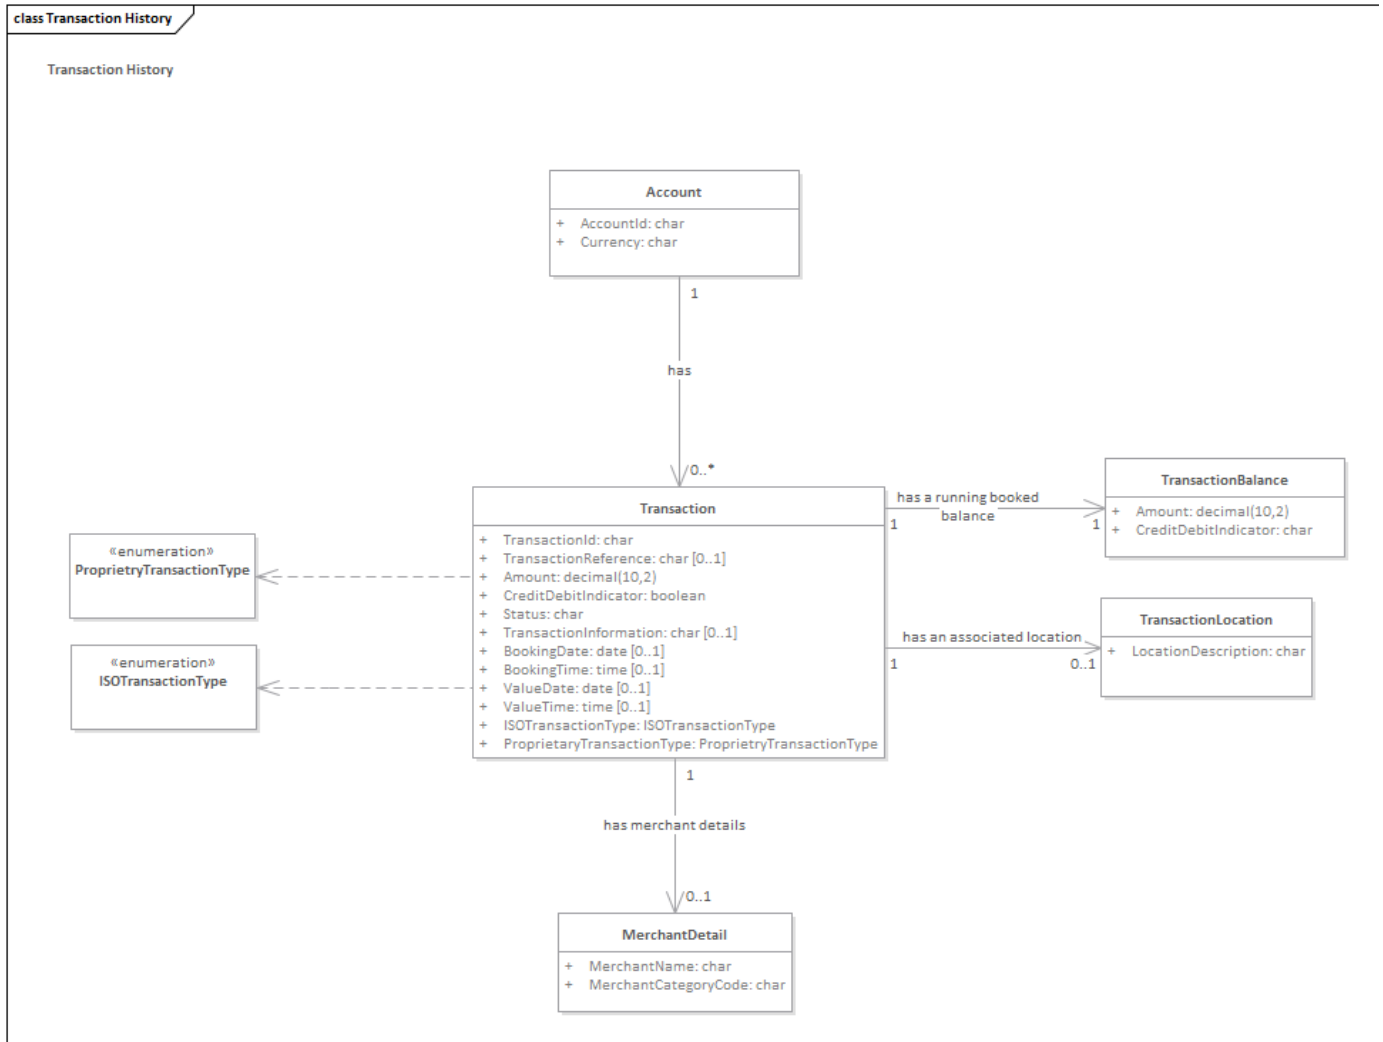 class Transaction History
Transaction History
Account
+ AccountId: char
+ Currency: char
1
has
0..*
Transaction
+ TransactionId: char
+ TransactionReference: char [0..1]
+ Amount: decimal(10,2)
+ CreditDebitIndicator: boolean
+ Status: char
+ TransactionInformation: char [0..1]
+ BookingDate: date [0..1]
+ BookingTime: time [0..1]
+ ValueDate: date [0..1]
+ ValueTime: time [0..1]
+ ISOTransactionType: ISOTransactionType
+ ProprietaryTransactionType: ProprietryTransactionType
«enumeration»
ProprietryTransactionType
«enumeration»
ISOTransactionType
has a running booked
balance
1
1
TransactionBalance
+ Amount: decimal(10,2)
+ CreditDebitIndicator: char
has an associated location
1
0..1
TransactionLocation
+ LocationDescription: char
1
has merchant details
0..1
MerchantDetail
+ MerchantName: char
+ MerchantCategoryCode: char